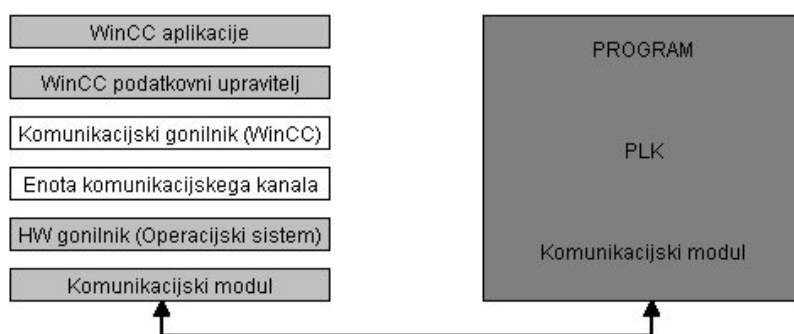 WinCC aplikacije
WinCC podatkovni upravitelj
Komunikacijski gonilnik (WinCC)
Enota komunikacijskega kanala
HW gonilnik (Operacijski sistem)
Komunikacijski modul
PROGRAM
PLK
Komunikacijski modul